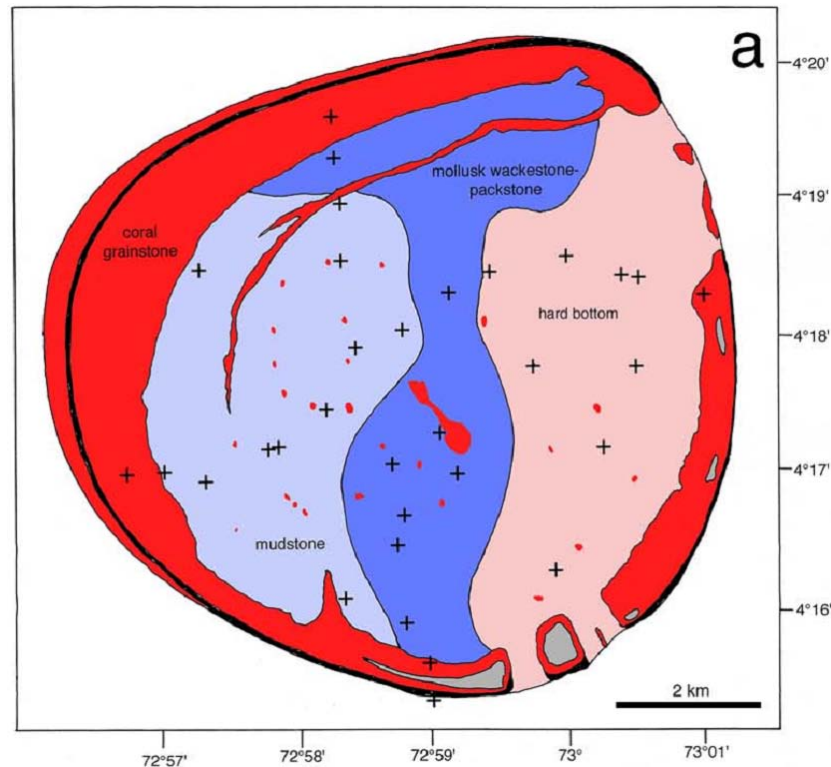 a
4°20'
mollusk wackestone-
packstone
4°19'
coral
grainstone
hard bottom
4°18'
4°17'
mudstone
4°16'
2 km
72°57'
72°58'
72°59'
73°
73°01'